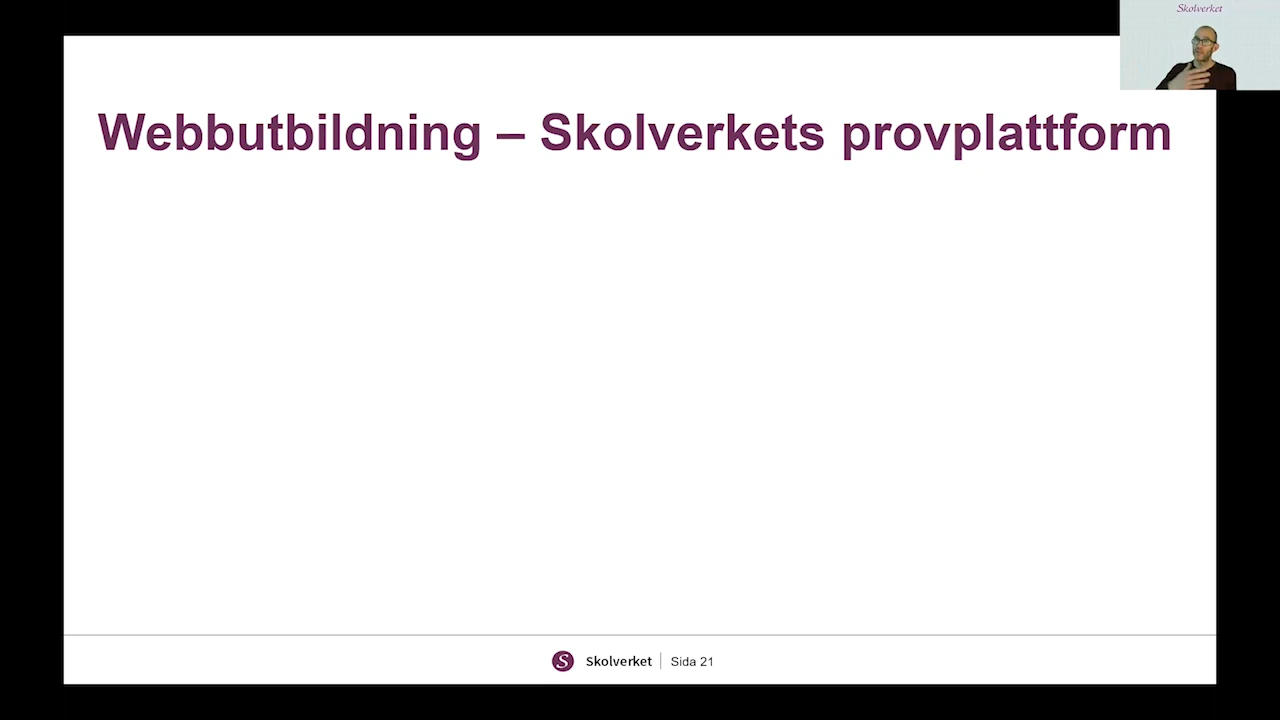 Skolverket
Webbutbildning – Skolverkets provplattform
S Skolverket | Sida 21